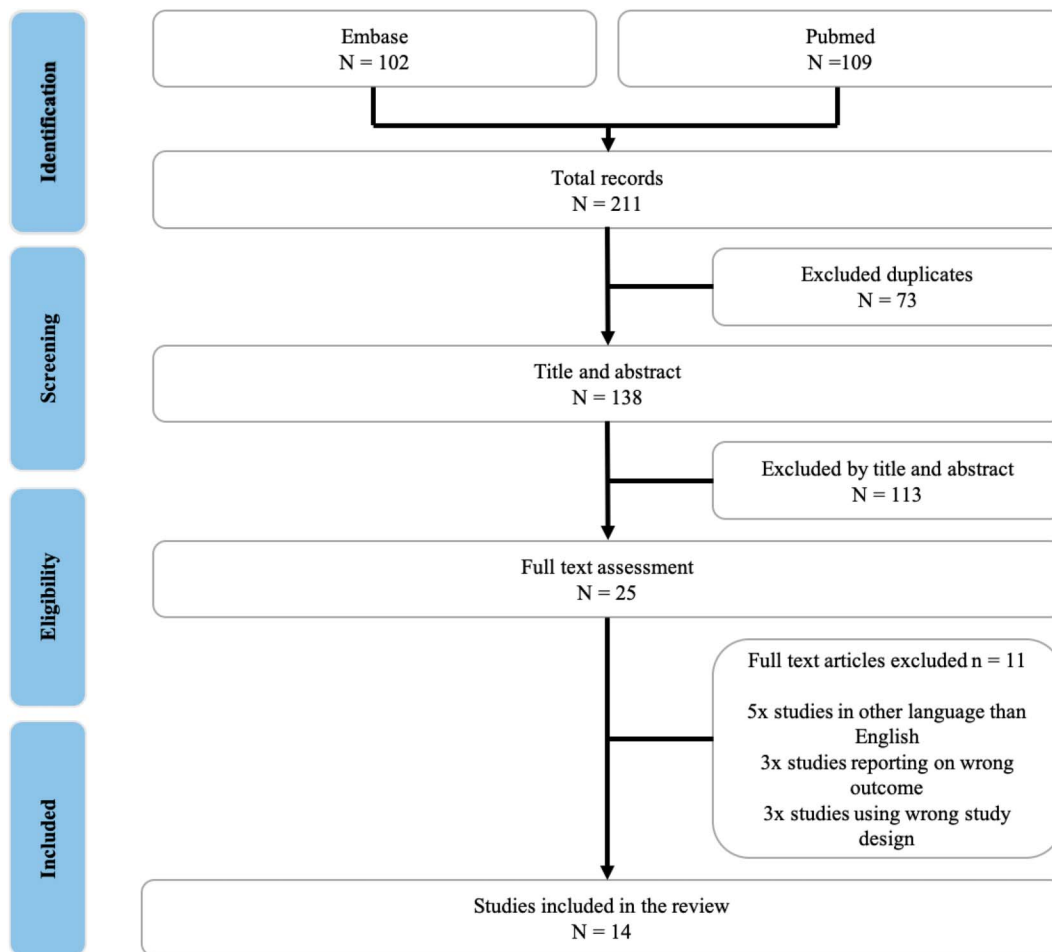 Identification
Embase
N = 102
Pubmed
N =109
Total records
N = 211
Screening
Excluded duplicates
N = 73
Title and abstract
N = 138
Excluded by title and abstract
N = 113
Eligibility
Full text assessment
N = 25
Full text articles excluded n = 11
5x studies in other language than
English
3x studies reporting on wrong
outcome
3x studies using wrong study
design
Included
Studies included in the review
N = 14